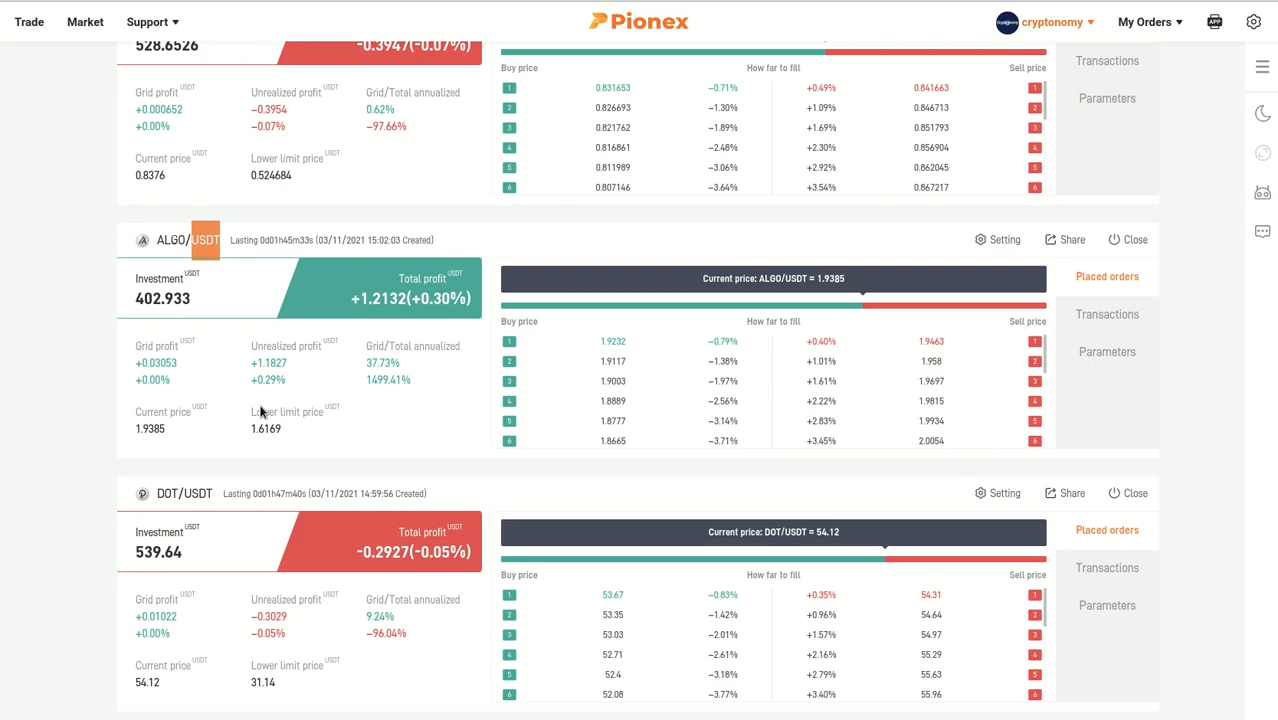 Trade Market Support Pionex cryptonomy My Orders APP
528.6526 -0.3947(-0.07%)
Buy price How far to fill Sell price
Transactions
Parameters
Grid profit USDT Unrealized profit USDT Grid/Total annualized
+0.000652 -0.3954 0.62%
+0.00% -0.07% -97.66%
Current price USDT Lower limit price USDT
0.8376 0.524684
1 0.831653 -0.71% +0.49% 0.841663 1
2 0.826693 -1.30% +1.09% 0.846713 2
3 0.821762 -1.89% +1.69% 0.851793 3
4 0.816861 -2.48% +2.30% 0.856904 4
5 0.811989 -3.06% +2.92% 0.862045 5
6 0.807146 -3.64% +3.54% 0.867217 6
ALGO/USDT Lasting 0d01h45m33s (03/11/2021 15:02:03 Created) Setting Share Close
Investment USDT Total profit USDT
402.933 +1.2132(+0.30%)
Grid profit USDT Unrealized profit USDT Grid/Total annualized
+0.03053 +1.1827 37.73%
+0.00% +0.29% 1499.41%
Current price USDT Lower limit price USDT
1.9385 1.6169
Current price: ALGO/USDT = 1.9385
Buy price How far to fill Sell price
1 1.9232 -0.79% +0.40% 1.9463 1
2 1.9117 -1.38% +1.01% 1.958 2
3 1.9003 -1.97% +1.61% 1.9697 3
4 1.8889 -2.56% +2.22% 1.9815 4
5 1.8777 -3.14% +2.83% 1.9934 5
6 1.8665 -3.71% +3.45% 2.0054 6
Placed orders
Transactions
Parameters
DOT/USDT Lasting 0d01h47m40s (03/11/2021 14:59:56 Created) Setting Share Close
Investment USDT Total profit USDT
539.64 -0.2927(-0.05%)
Grid profit USDT Unrealized profit USDT Grid/Total annualized
+0.01022 -0.3029 9.24%
+0.00% -0.05% -96.04%
Current price USDT Lower limit price USDT
54.12 31.14
Current price: DOT/USDT = 54.12
Buy price How far to fill Sell price
1 53.67 -0.83% +0.35% 54.31 1
2 53.35 -1.42% +0.96% 54.64 2
3 53.03 -2.01% +1.57% 54.97 3
4 52.71 -2.61% +2.16% 55.29 4
5 52.4 -3.18% +2.79% 55.63 5
6 52.08 -3.77% +3.40% 55.96 6
Placed orders
Transactions
Parameters